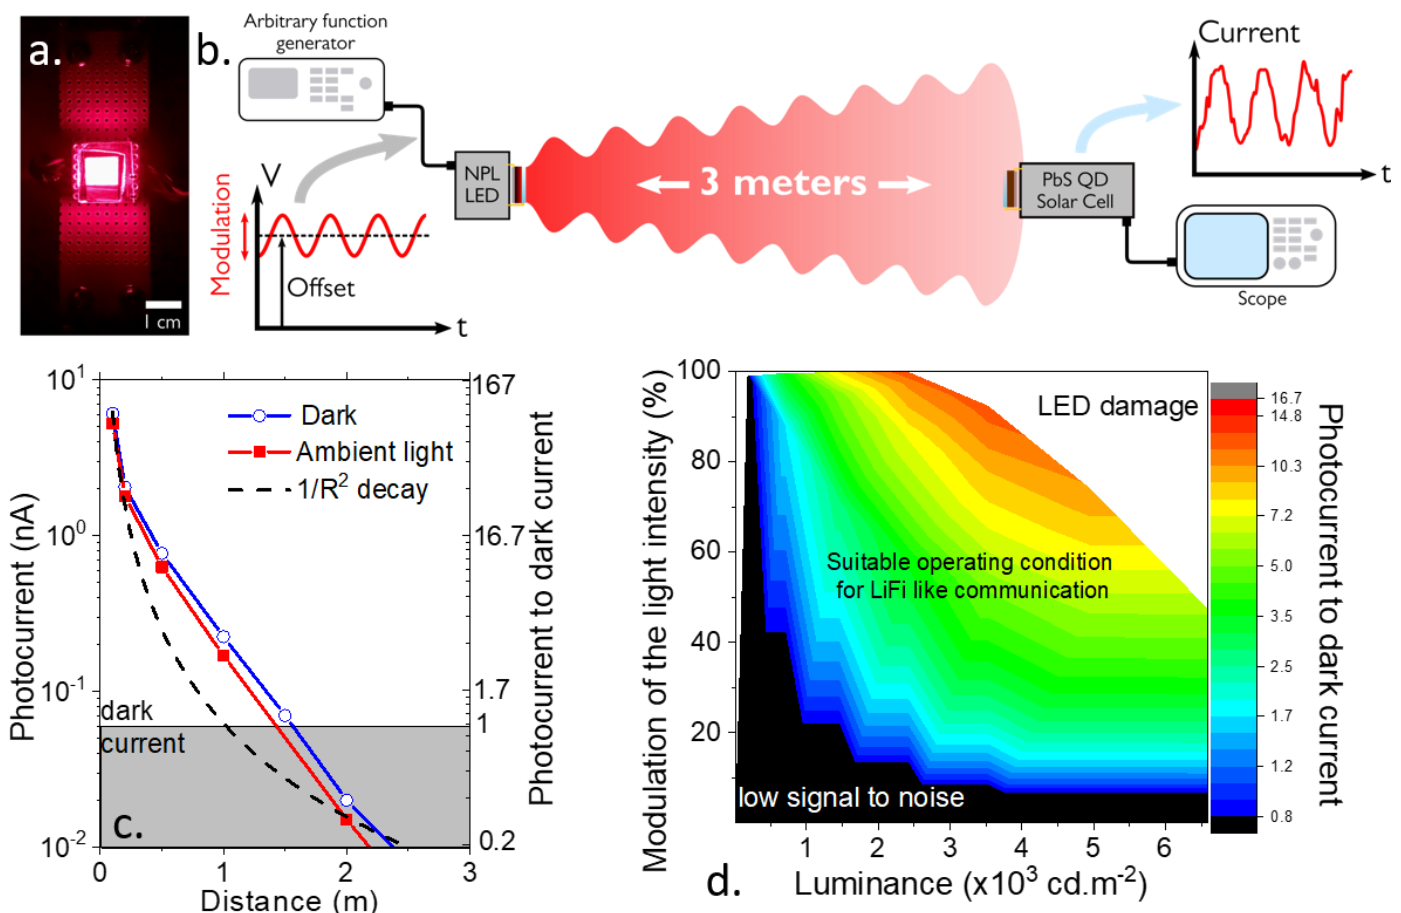 a.
1 cm
b.
Arbitrary function
generator
V
Modulation
Offset
t
NPL
LED
3 meters
PbS QD
Solar Cell
Current
t
Scope
Photocurrent (nA)
10¹
10⁰
10⁻¹
10⁻²
Dark
Ambient light
1/R² decay
dark
current
c.
0
1
2
3
Distance (m)
167
16.7
1.7
1
0.2
Photocurrent to dark current
Modulation of the light intensity (%)
100
80
60
40
20
LED damage
Suitable operating condition
for LiFi like communication
low signal to noise
d.
1
2
3
4
5
6
Luminance (x10³ cd.m⁻²)
16.7
14.8
10.3
7.2
5.0
3.5
2.5
1.7
1.2
0.8
Photocurrent to dark current